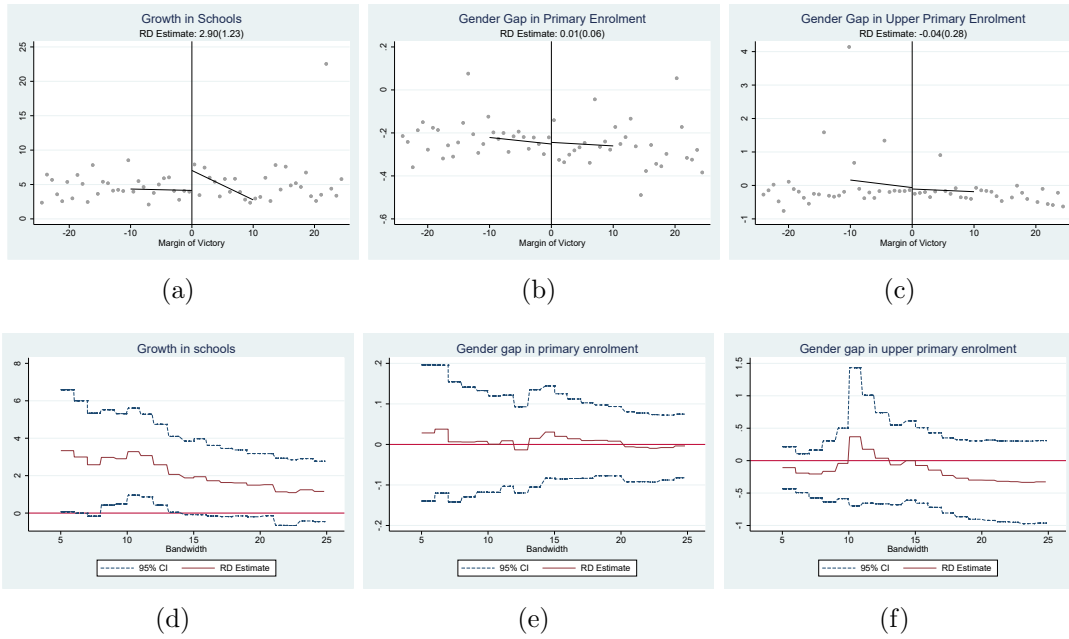 Growth in Schools
RD Estimate: 2.90(1.23)
25
20
15
10
5
0
-20
-10
0
10
20
Margin of Victory
(a)
Gender Gap in Primary Enrolment
RD Estimate: 0.01(0.06)
.2
0
-.2
-.4
-.6
-20
-10
0
10
20
Margin of Victory
(b)
Gender Gap in Upper Primary Enrolment
RD Estimate: -0.04(0.28)
4
3
2
1
0
-1
-20
-10
0
10
20
Margin of Victory
(c)
Growth in schools
8
6
4
2
0
5
10
15
20
25
Bandwidth
95% CI
RD Estimate
(d)
Gender gap in primary enrolment
.2
.1
0
-.1
-.2
5
10
15
20
25
Bandwidth
95% CI
RD Estimate
(e)
Gender gap in upper primary enrolment
1.5
1
.5
0
-.5
-1
5
10
15
20
25
Bandwidth
95% CI
RD Estimate
(f)